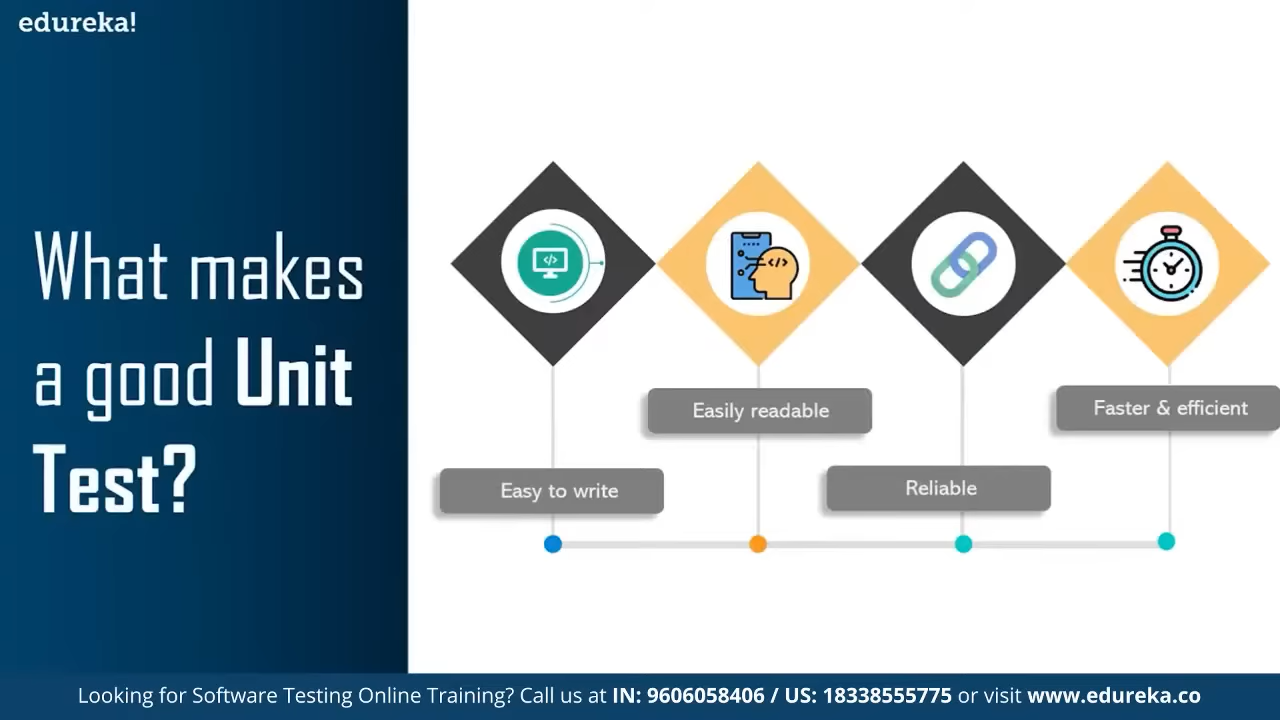 edureka!
What makes
a good Unit
Test?
Easy to write
Easily readable
Reliable
Faster & efficient
Looking for Software Testing Online Training? Call us at IN: 9606058406 / US: 18338555775 or visit www.edureka.co